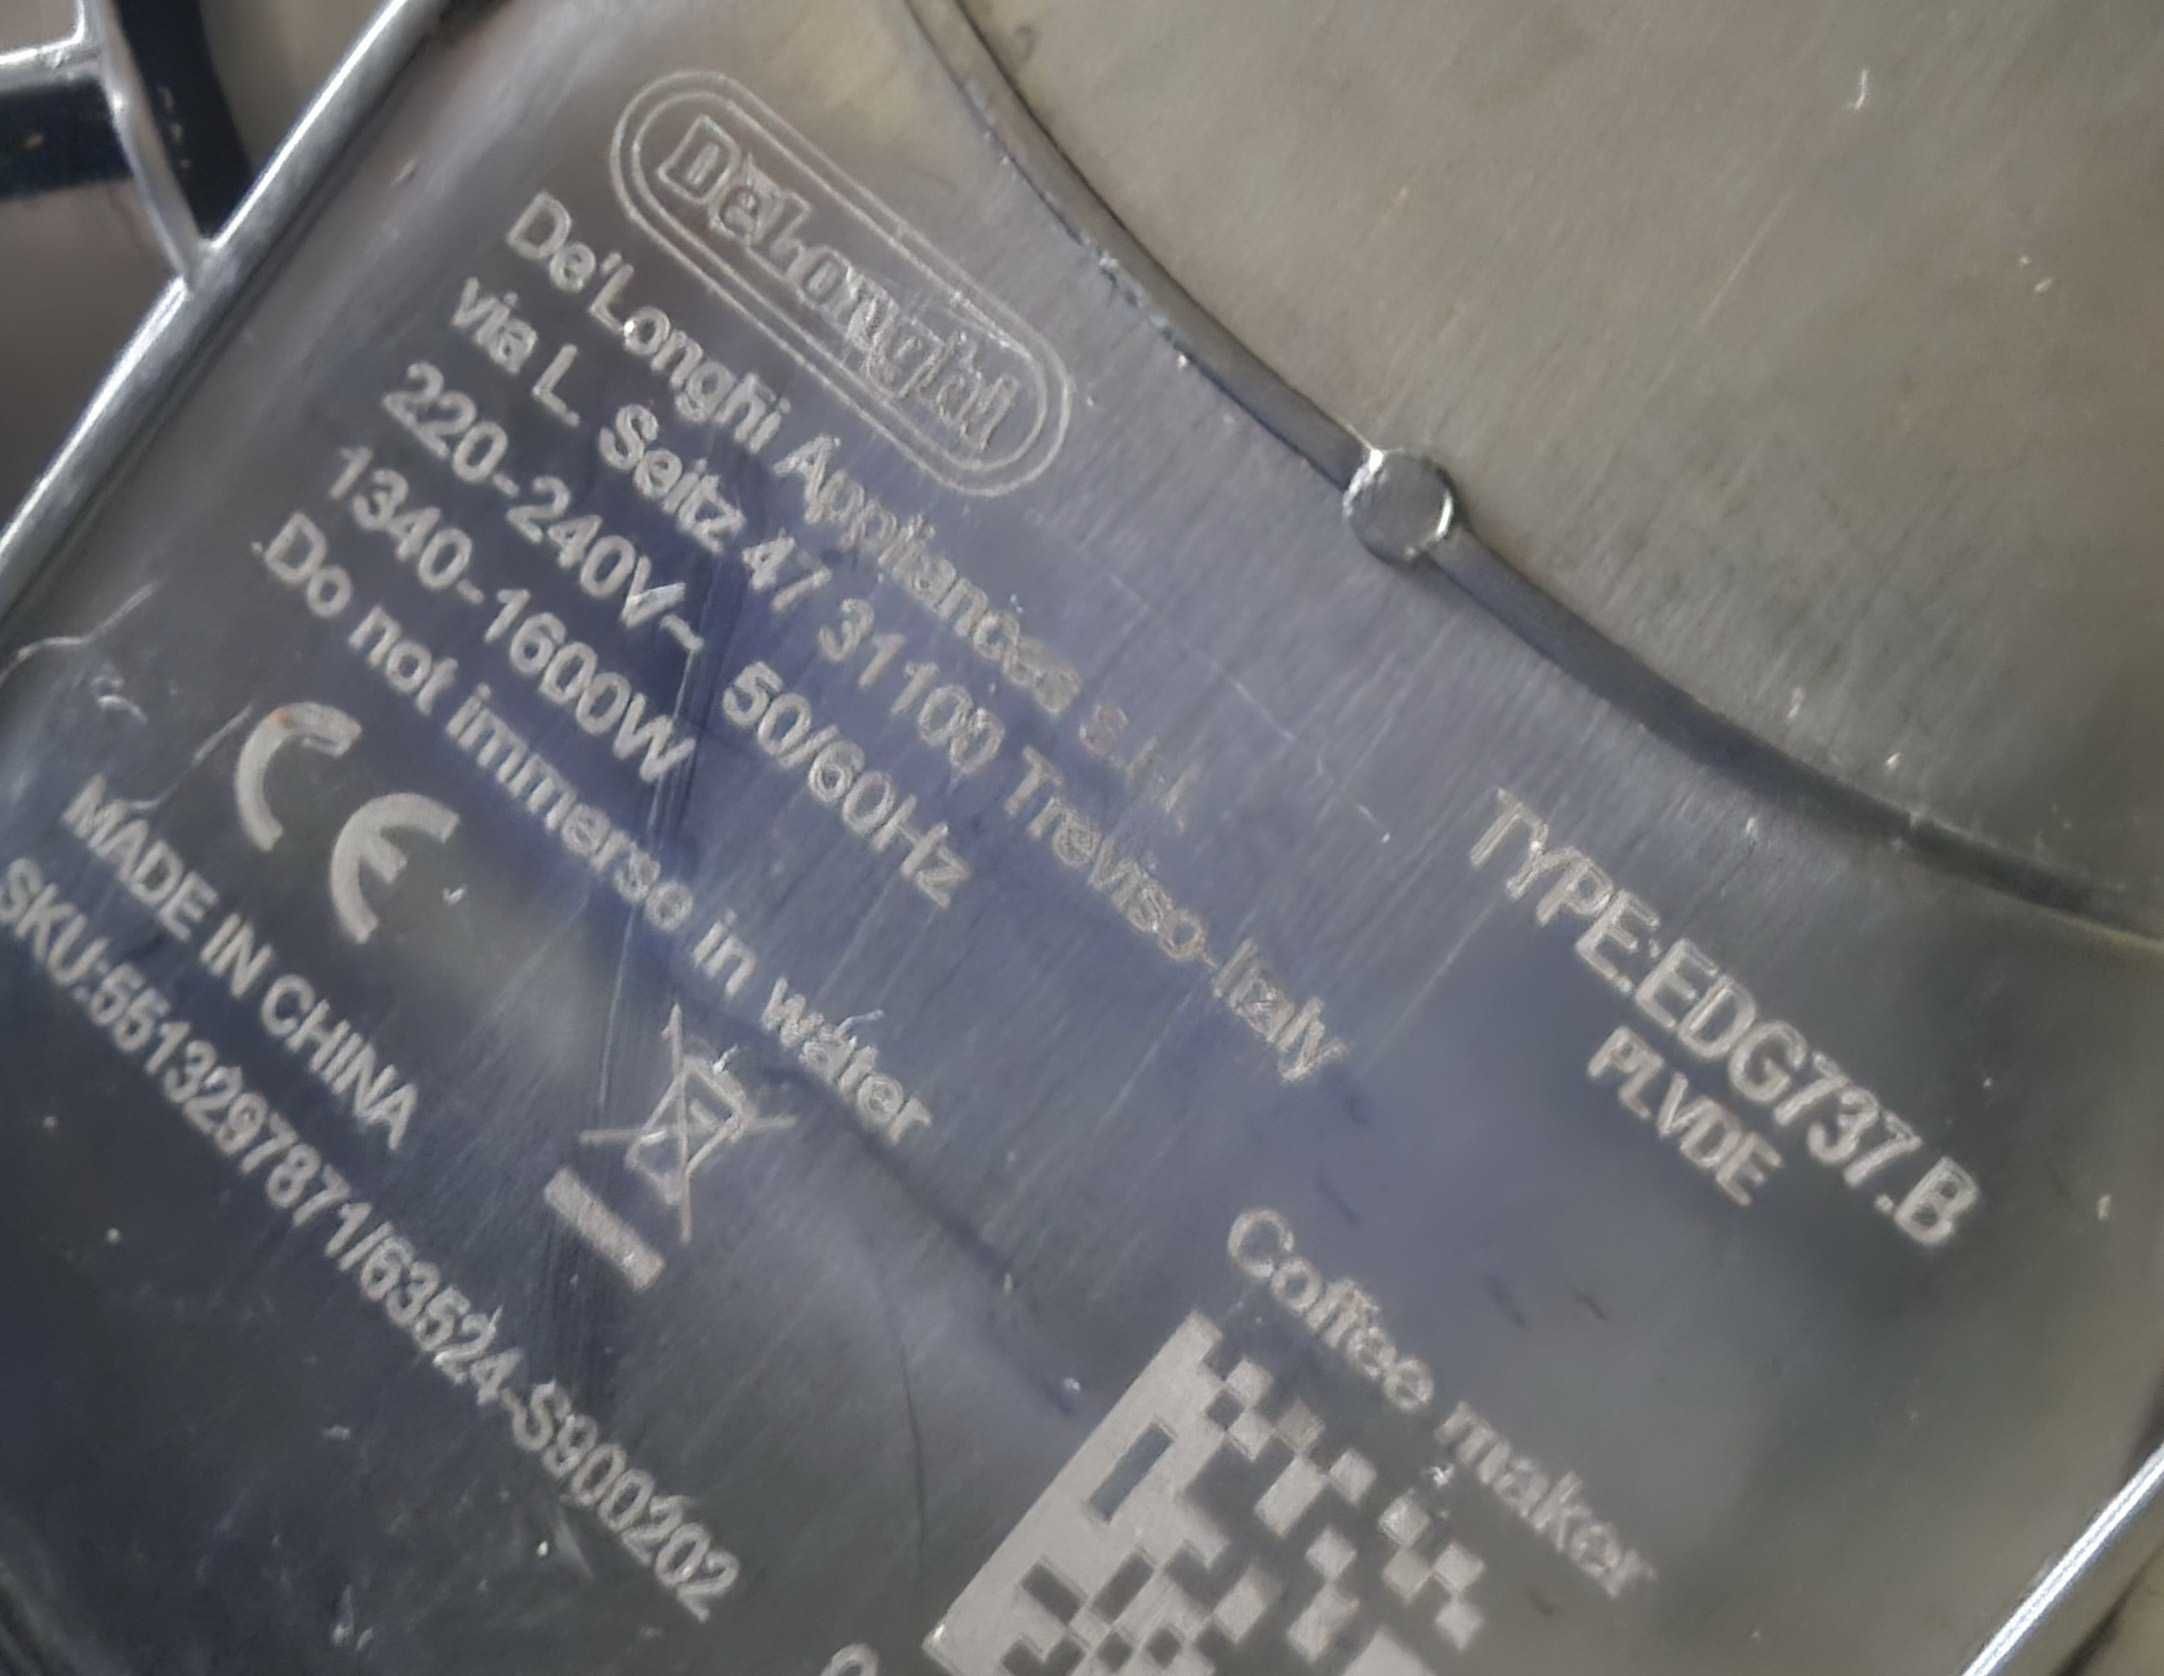 DeLonghi
De'Longhi Appliances S.r.l.
via L. Seitz 47 31100 Treviso-Italy
220-240V~ 50/60Hz
1340-1600W
Do not immerse in water
CE
MADE IN CHINA
SKU:5513297871/63524-S900202
TYPE:EDG737.B
PLVDE
Coffee maker